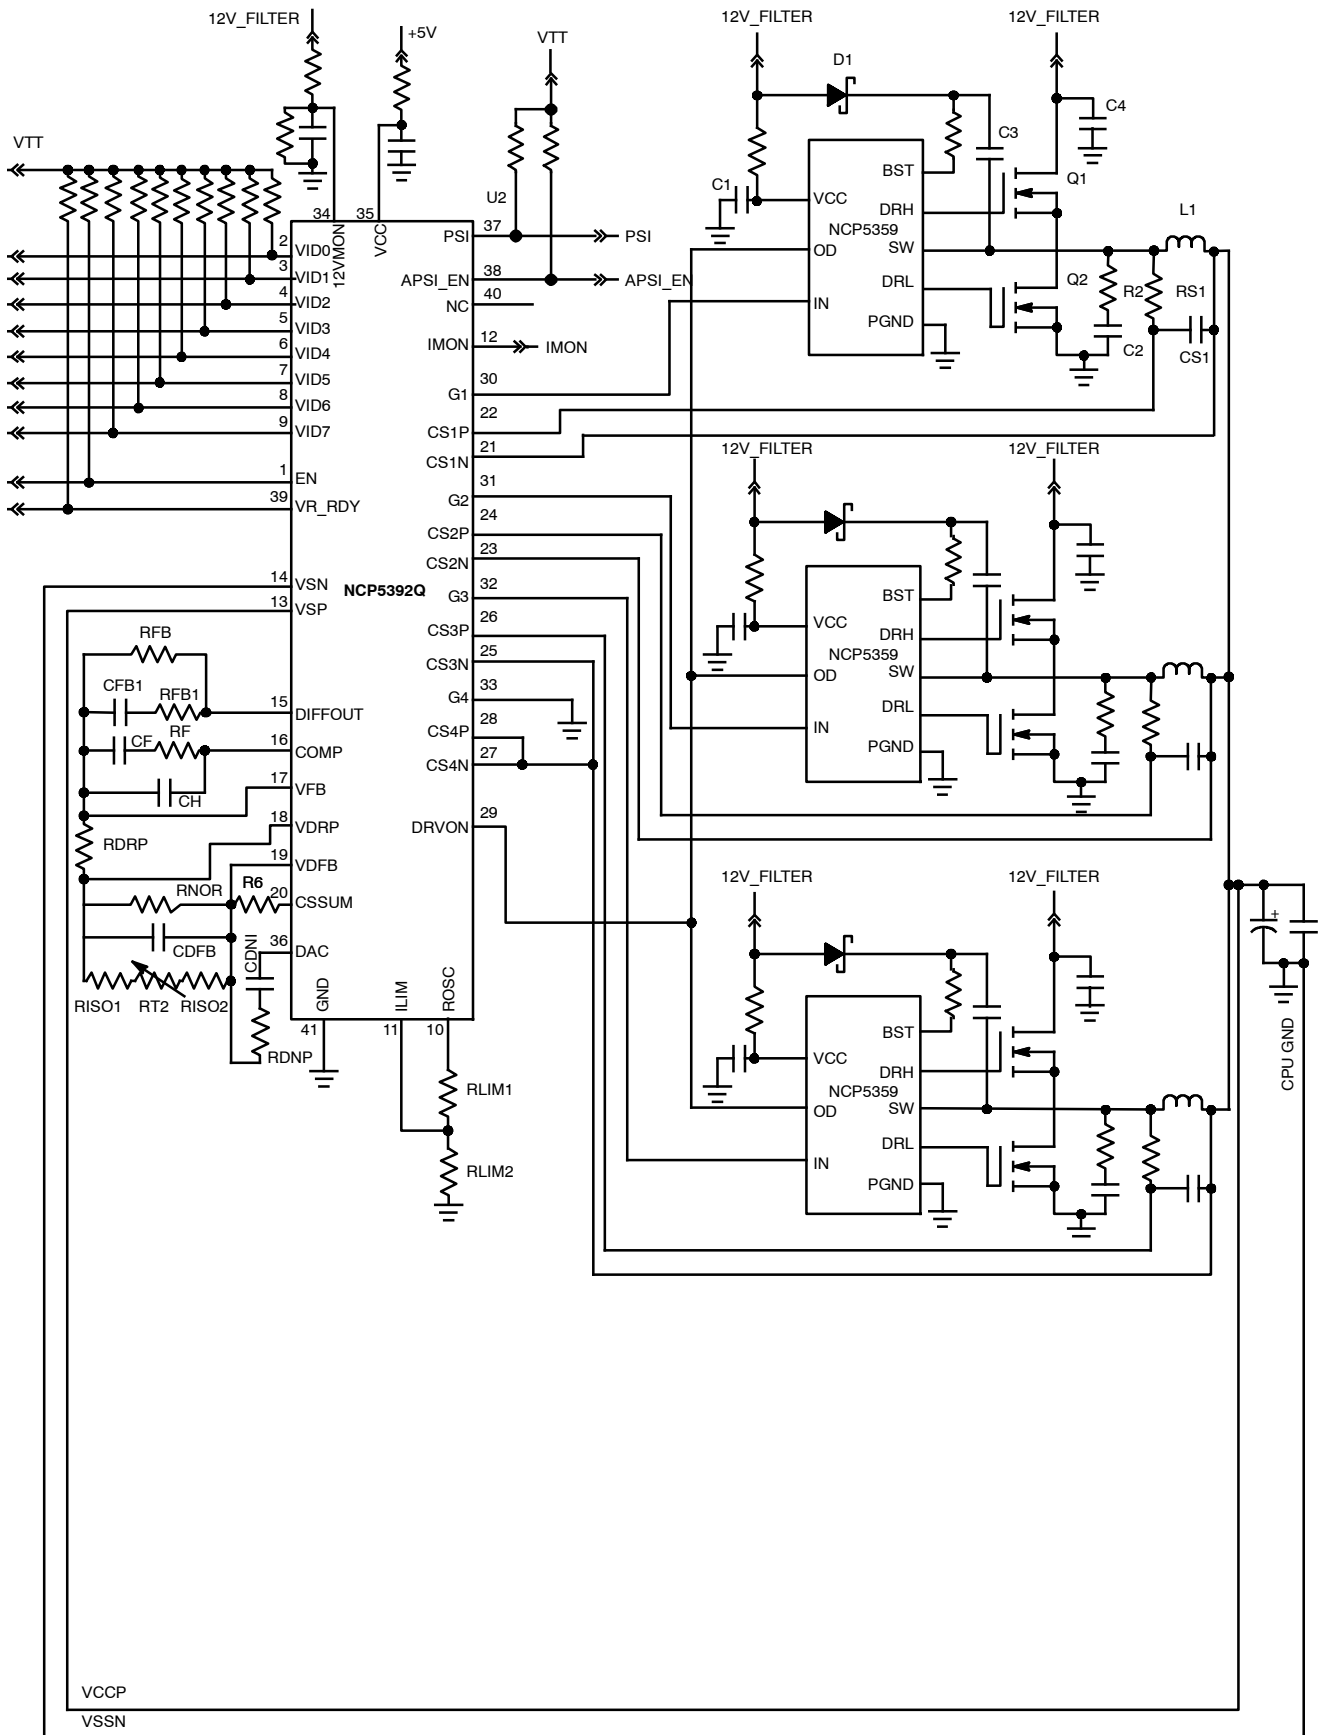 12V_FILTER
+5V
VTT
12V_FILTER
12V_FILTER
D1
C4
C3
VTT
U2
C1
BST
Q1
VCC
DRH
NCP5359
L1
34
35
12VMON
VCC
37
PSI
PSI
OD
SW
2
VID0
3
VID1
38
APSI_EN
APSI_EN
DRL
Q2
R2
RS1
4
VID2
40
NC
IN
PGND
5
VID3
12
IMON
IMON
C2
CS1
6
VID4
7
VID5
30
G1
8
VID6
22
CS1P
9
VID7
21
CS1N
12V_FILTER
12V_FILTER
1
EN
31
G2
39
VR_RDY
24
CS2P
23
CS2N
14
VSN
NCP5392Q
32
G3
BST
13
VSP
26
CS3P
VCC
DRH
NCP5359
RFB
25
CS3N
OD
SW
CFB1
RFB1
15
DIFFOUT
33
G4
DRL
CF
RF
16
COMP
28
CS4P
IN
PGND
27
CS4N
17
VFB
CH
18
VDRP
29
DRVON
RDRP
19
VDFB
12V_FILTER
12V_FILTER
RNOR
R6
20
CSSUM
+
CDFB
CDNI
36
DAC
RISO1
RT2
RISO2
GND
ILIM
ROSC
41
11
10
RDNP
BST
VCC
DRH
NCP5359
CPU GND
RLIM1
OD
SW
DRL
RLIM2
IN
PGND
VCCP
VSSN